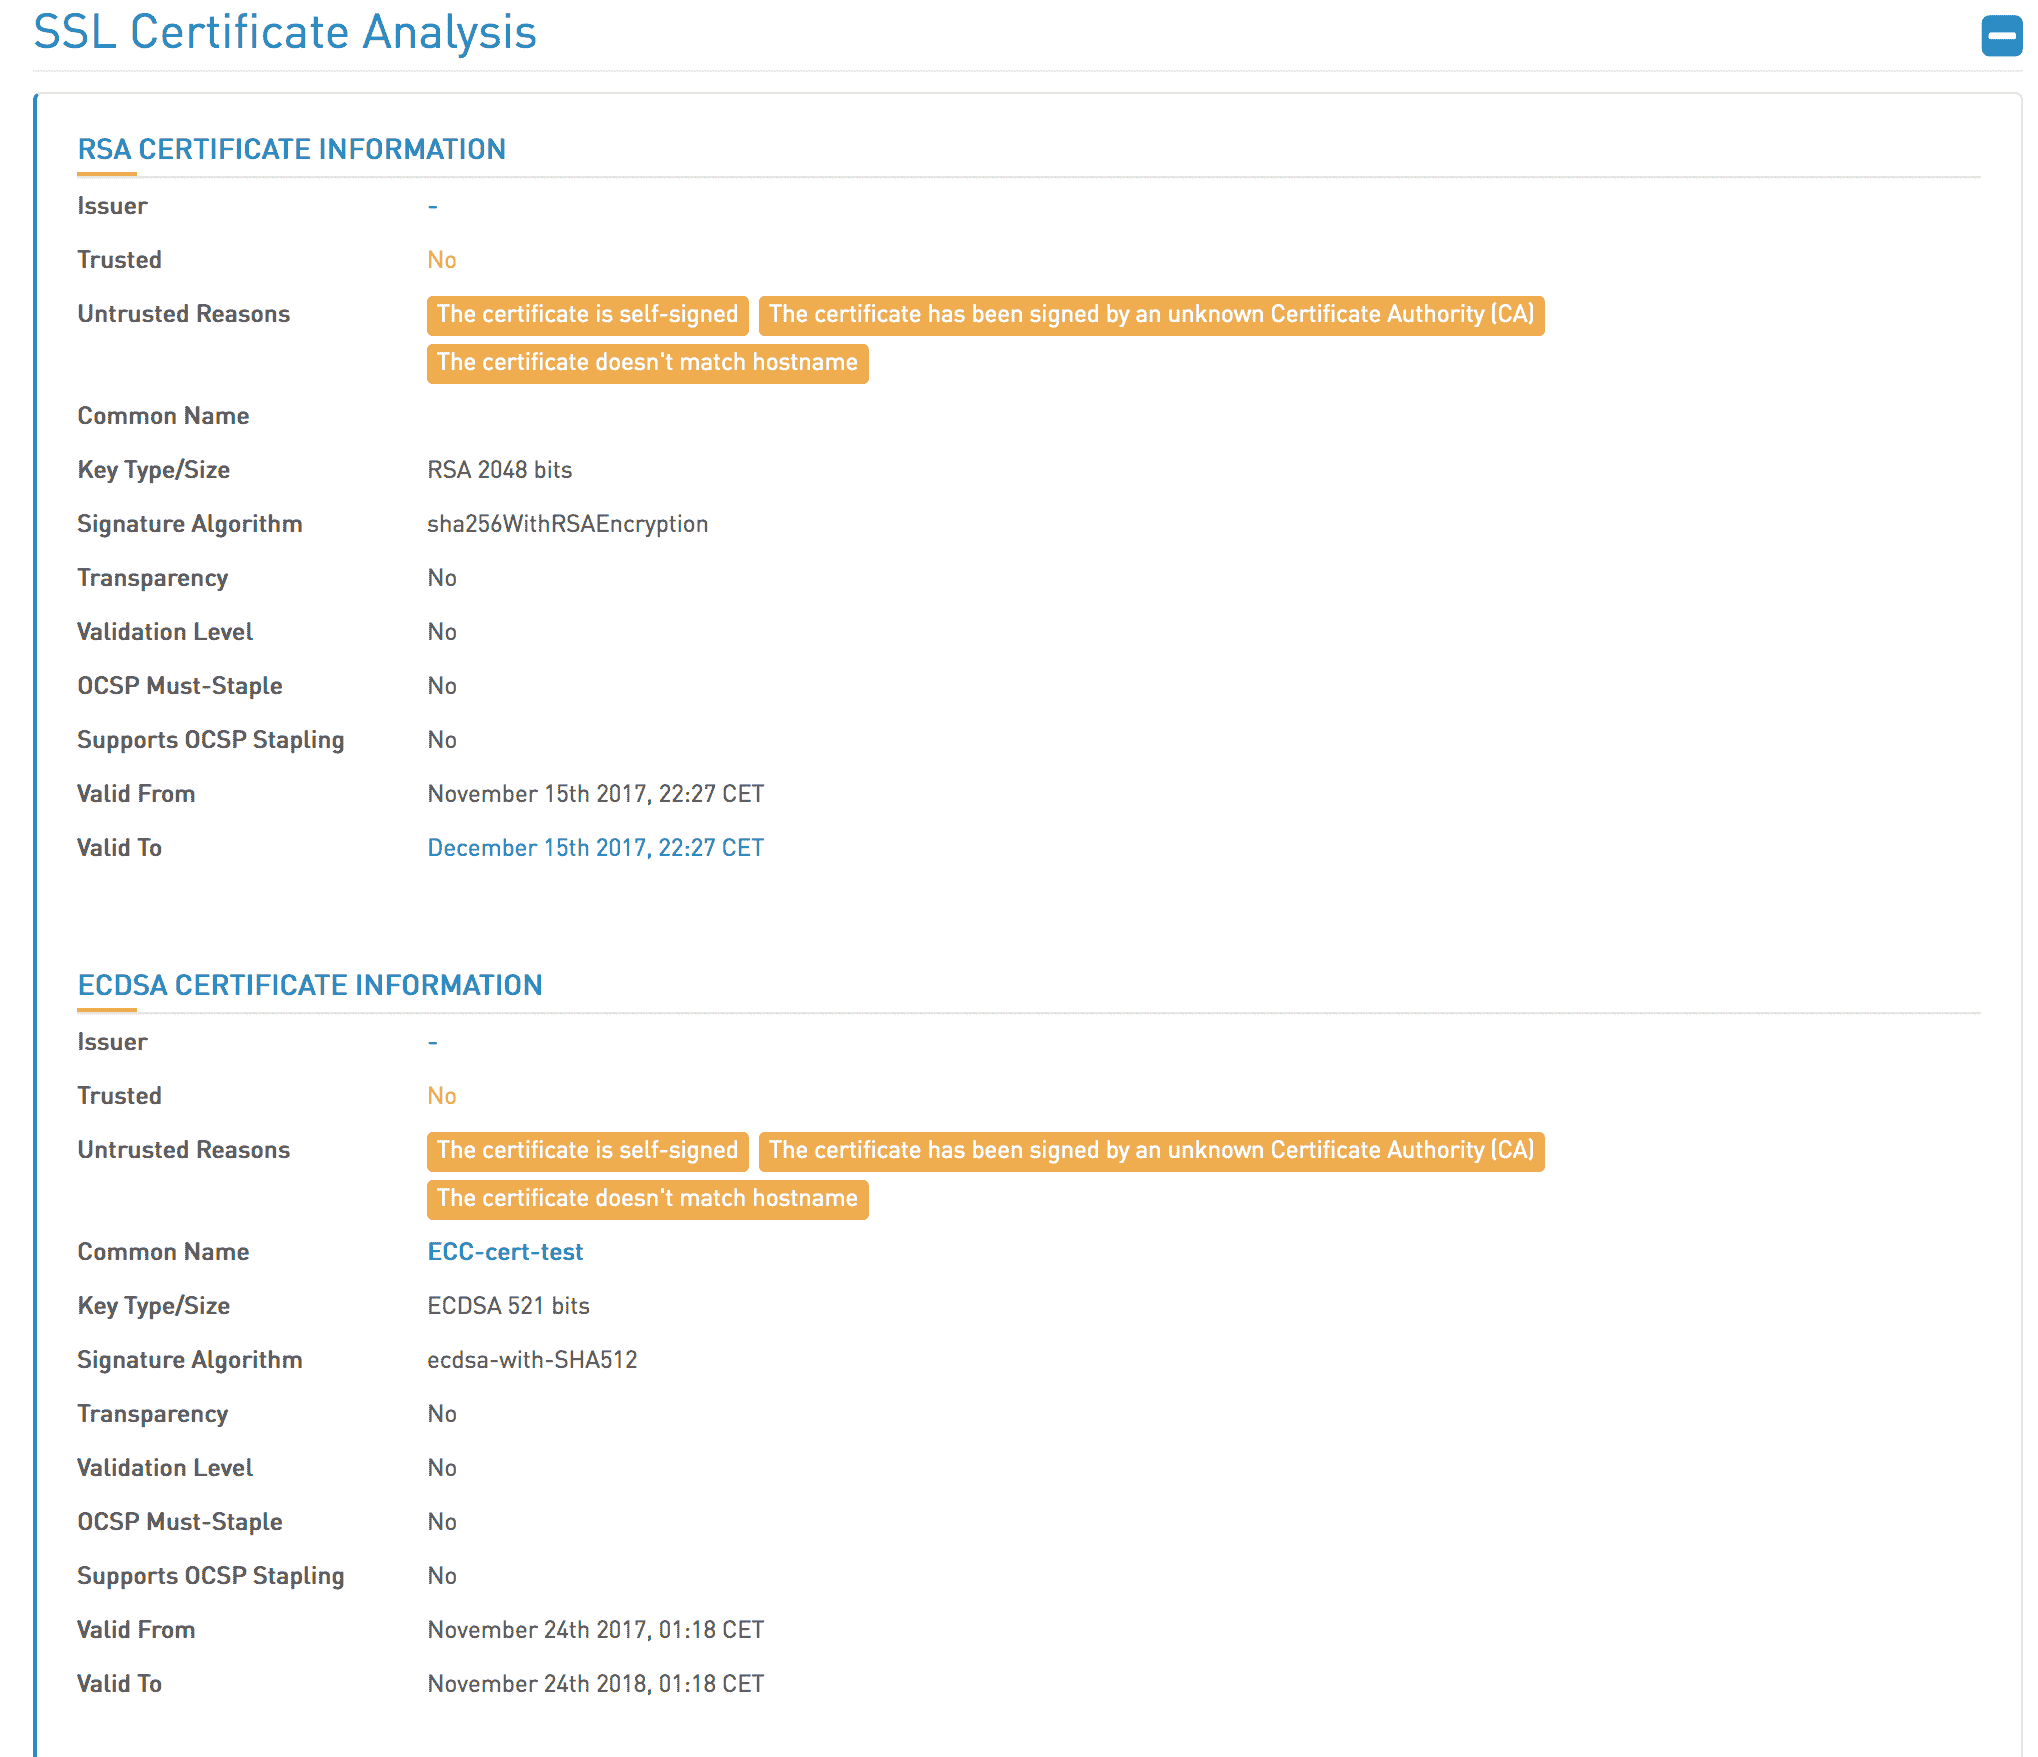 SSL Certificate Analysis
RSA CERTIFICATE INFORMATION
Issuer -
Trusted No
Untrusted Reasons The certificate is self-signed The certificate has been signed by an unknown Certificate Authority (CA)
The certificate doesn't match hostname
Common Name
Key Type/Size RSA 2048 bits
Signature Algorithm sha256WithRSAEncryption
Transparency No
Validation Level No
OCSP Must-Staple No
Supports OCSP Stapling No
Valid From November 15th 2017, 22:27 CET
Valid To December 15th 2017, 22:27 CET
ECDSA CERTIFICATE INFORMATION
Issuer -
Trusted No
Untrusted Reasons The certificate is self-signed The certificate has been signed by an unknown Certificate Authority (CA)
The certificate doesn't match hostname
Common Name ECC-cert-test
Key Type/Size ECDSA 521 bits
Signature Algorithm ecdsa-with-SHA512
Transparency No
Validation Level No
OCSP Must-Staple No
Supports OCSP Stapling No
Valid From November 24th 2017, 01:18 CET
Valid To November 24th 2018, 01:18 CET